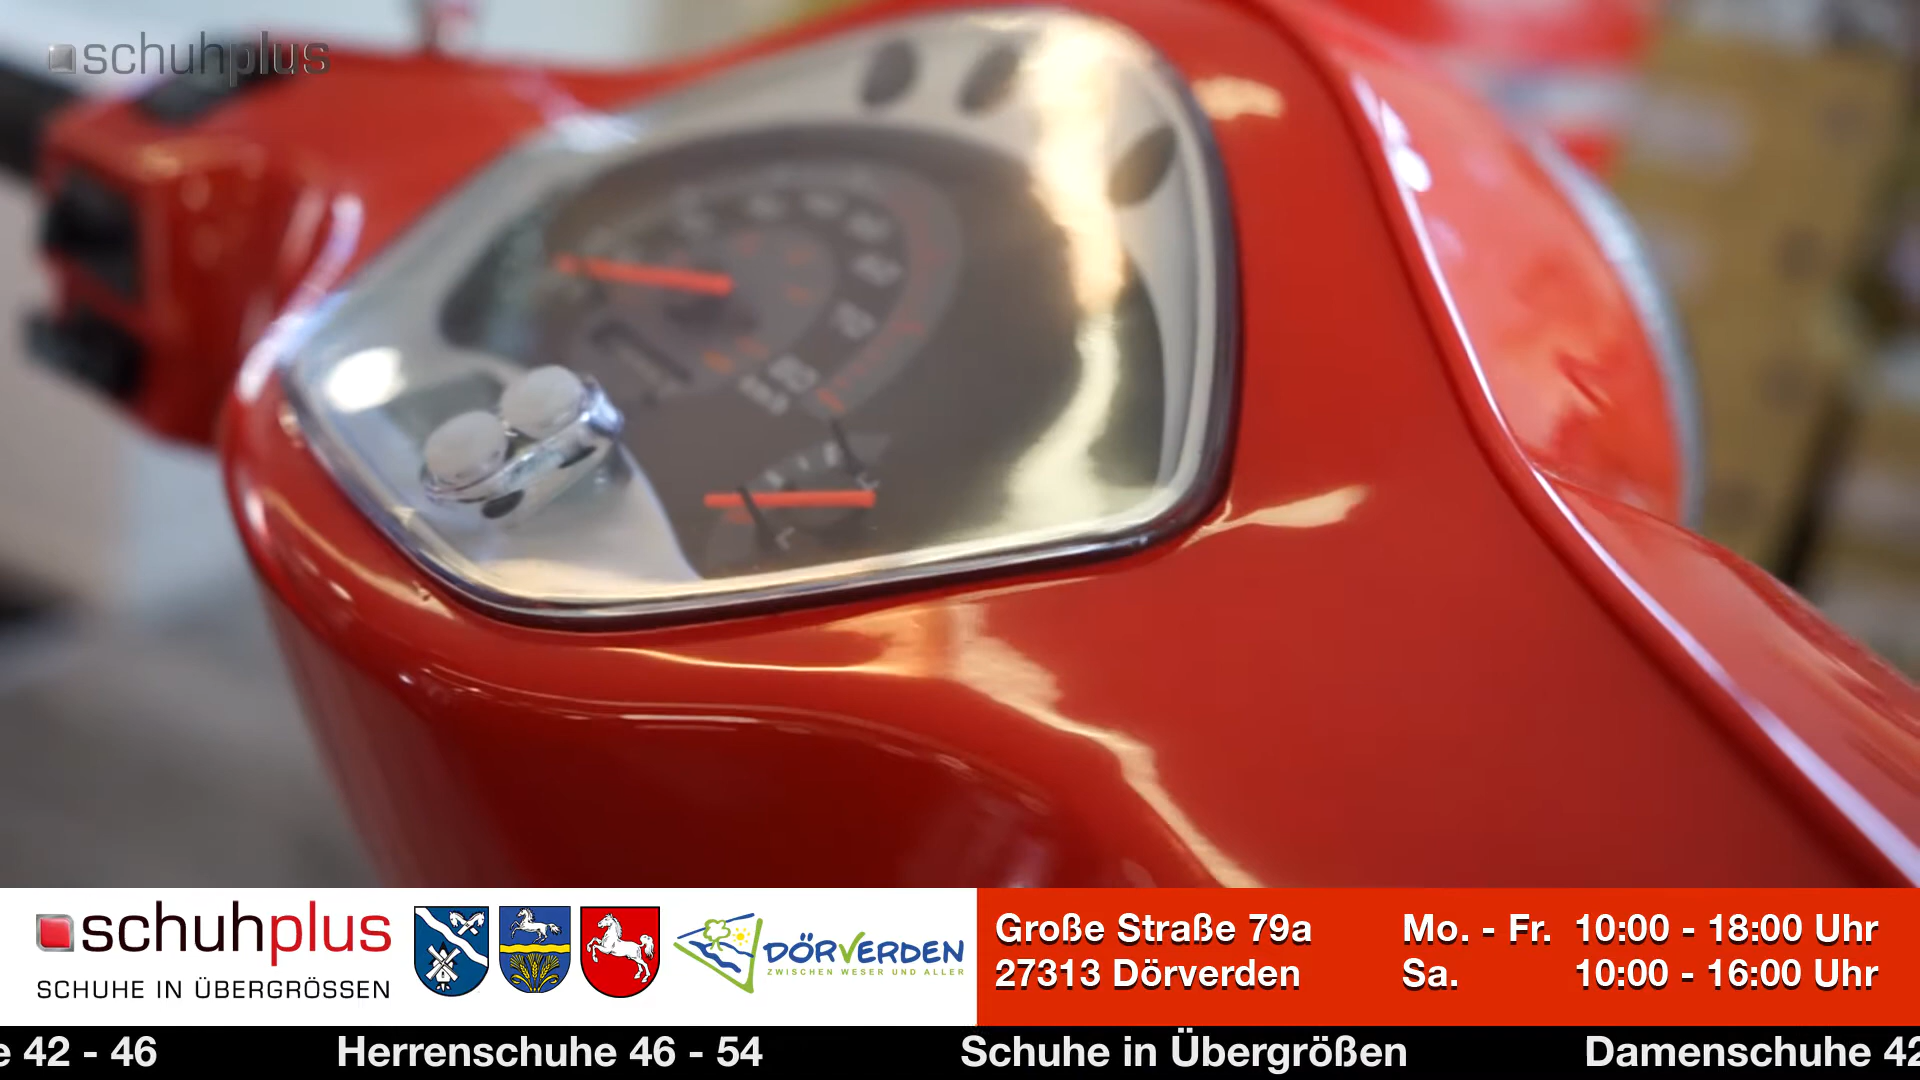 schuhplus
schuhplus
SCHUHE IN ÜBERGRÖSSEN
DÖRVERDEN
ZWISCHEN WESER UND ALLER
Große Straße 79a
27313 Dörverden
Mo. - Fr. 10:00 - 18:00 Uhr
Sa. 10:00 - 16:00 Uhr
e 42 - 46 Herrenschuhe 46 - 54 Schuhe in Übergrößen Damenschuhe 42